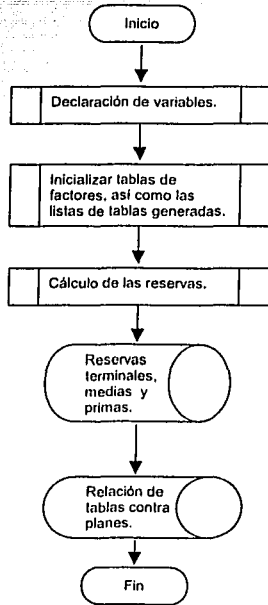 Inicio
Declaración de variables.
Inicializar tablas de
factores, así como las
listas de tablas generadas.
Cálculo de las reservas.
Reservas
terminales,
medias y
primas.
Relación de
tablas contra
planes.
Fin